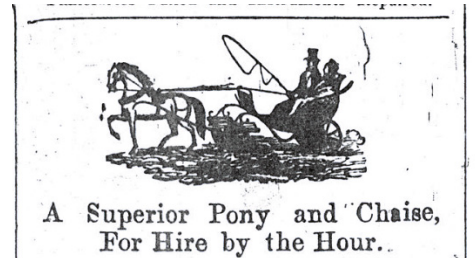 A Superior Pony and Chaise,
For Hire by the Hour.